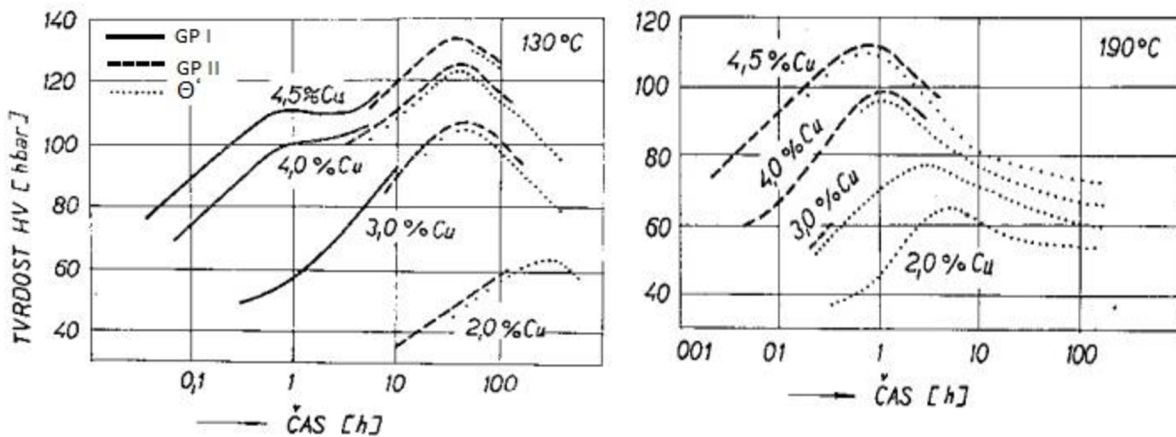 TVRDOST HV [hbar]
140
120
100
80
60
40
GP I
GP II
Θ'
130°C
4,5%Cu
4,0 %Cu
3,0 %Cu
2,0 %Cu
0,1 1 10 100
ČAS [h]
120
100
80
60
40
190°C
4,5 %Cu
4,0 %Cu
3,0 %Cu
2,0 %Cu
001 01 1 10 100
ČAS [h]